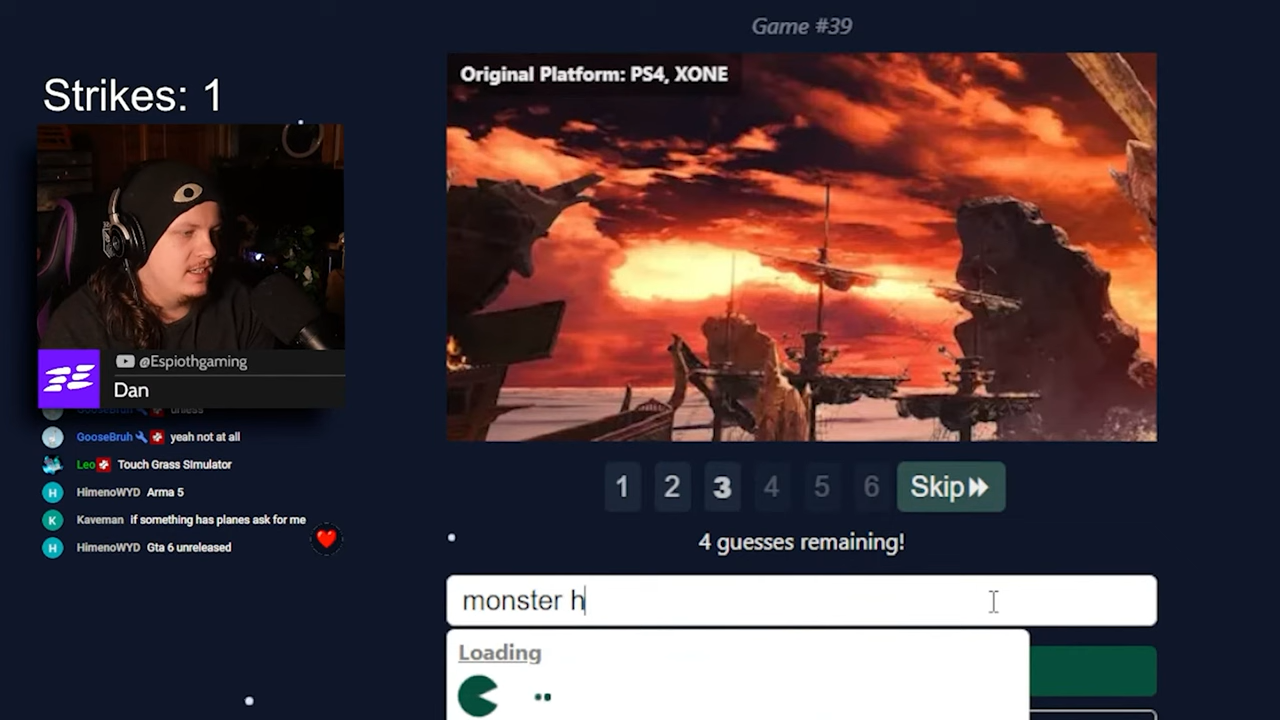 Game #39
Original Platform: PS4, XONE
Strikes: 1
@Espiothgaming
Dan
GooseBruh unless
GooseBruh yeah not at all
Leo Touch Grass SImulator
H HimenoWYD Arma 5
K Kaveman If something has planes ask for me
H HimenoWYD Gta 6 unreleased
1 2 3 4 5 6 Skip
4 guesses remaining!
monster h
Loading